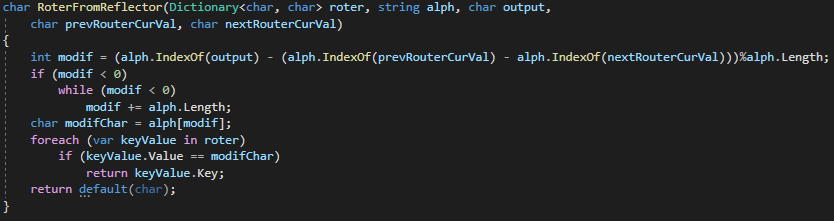 char RoterFromReflector(Dictionary<char, char> roter, string alph, char output,
    char prevRouterCurVal, char nextRouterCurVal)
{
    int modif = (alph.IndexOf(output) - (alph.IndexOf(prevRouterCurVal) - alph.IndexOf(nextRouterCurVal)))%alph.Length;
    if (modif < 0)
        while (modif < 0)
            modif += alph.Length;
    char modifChar = alph[modif];
    foreach (var keyValue in roter)
        if (keyValue.Value == modifChar)
            return keyValue.Key;
    return default(char);
}